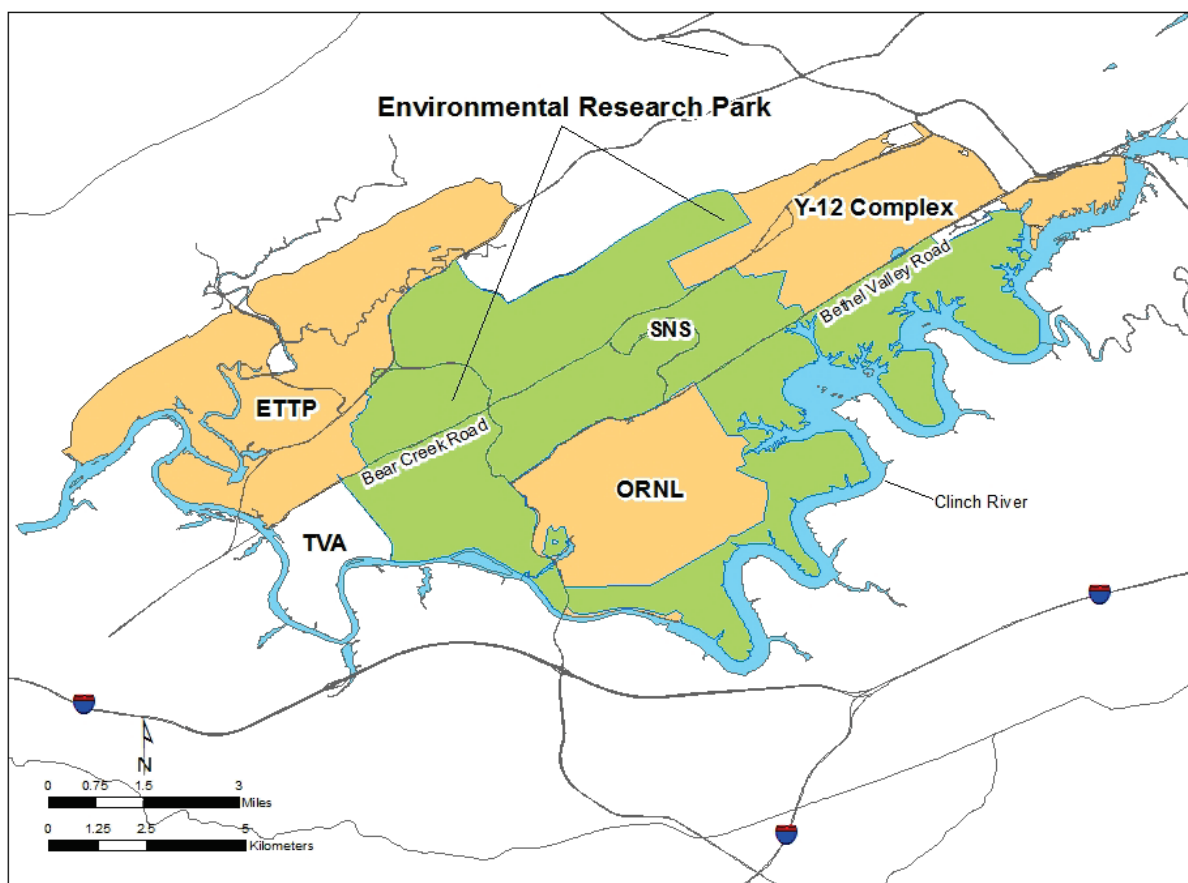 Environmental Research Park
Y-12 Complex
Bethel Valley Road
SNS
ETTP
Bear Creek Road
ORNL
Clinch River
TVA
N
0 0.75 1.5 3
Miles
0 1.25 2.5 5
Kilometers